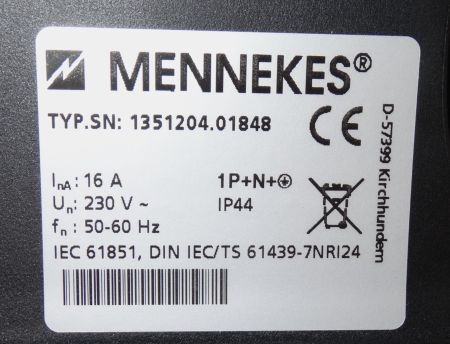 MENNEKES®
TYP.SN: 1351204.01848
CE
D-57399 Kirchhundem
InA: 16 A
1P+N+⏚
Un: 230 V ~
IP44
fn: 50-60 Hz
IEC 61851, DIN IEC/TS 61439-7NRI24